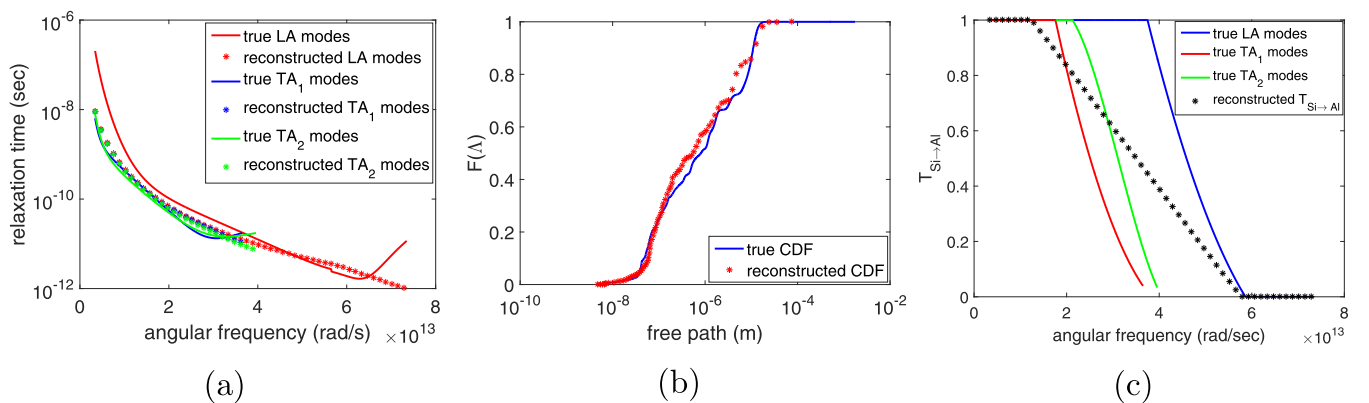 10^-6
10^-8
10^-10
10^-12
relaxation time (sec)
0
2
4
6
8
×10^13
angular frequency (rad/s)
true LA modes
reconstructed LA modes
true TA_1 modes
reconstructed TA_1 modes
true TA_2 modes
reconstructed TA_2 modes
(a)
1
0.8
0.6
0.4
0.2
0
F(Λ)
10^-10
10^-8
10^-6
10^-4
10^-2
free path (m)
true CDF
reconstructed CDF
(b)
1
0.8
0.6
0.4
0.2
0
T_Si→Al
0
2
4
6
8
×10^13
angular frequency (rad/sec)
true LA modes
true TA_1 modes
true TA_2 modes
reconstructed T_Si→Al
(c)